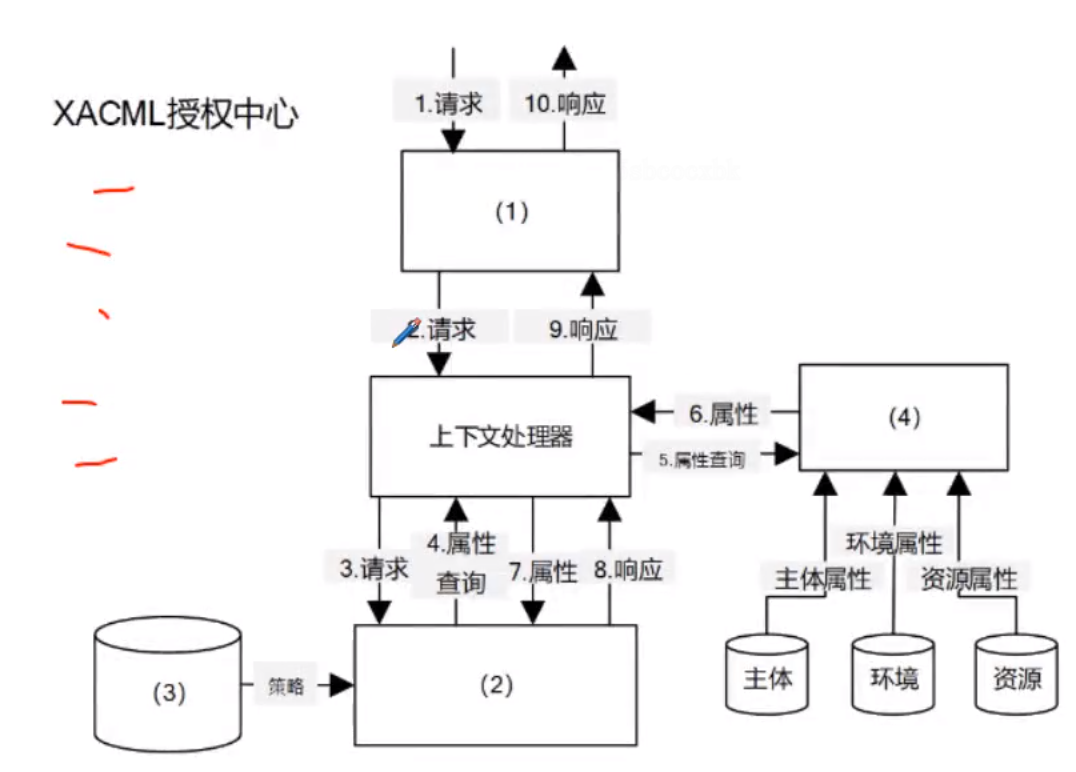 XACML授权中心
1.请求
10.响应
(1)
2.请求
9.响应
上下文处理器
6.属性
5.属性查询
(4)
3.请求
4.属性
查询
7.属性
8.响应
环境属性
主体属性
资源属性
(3)
策略
(2)
主体
环境
资源